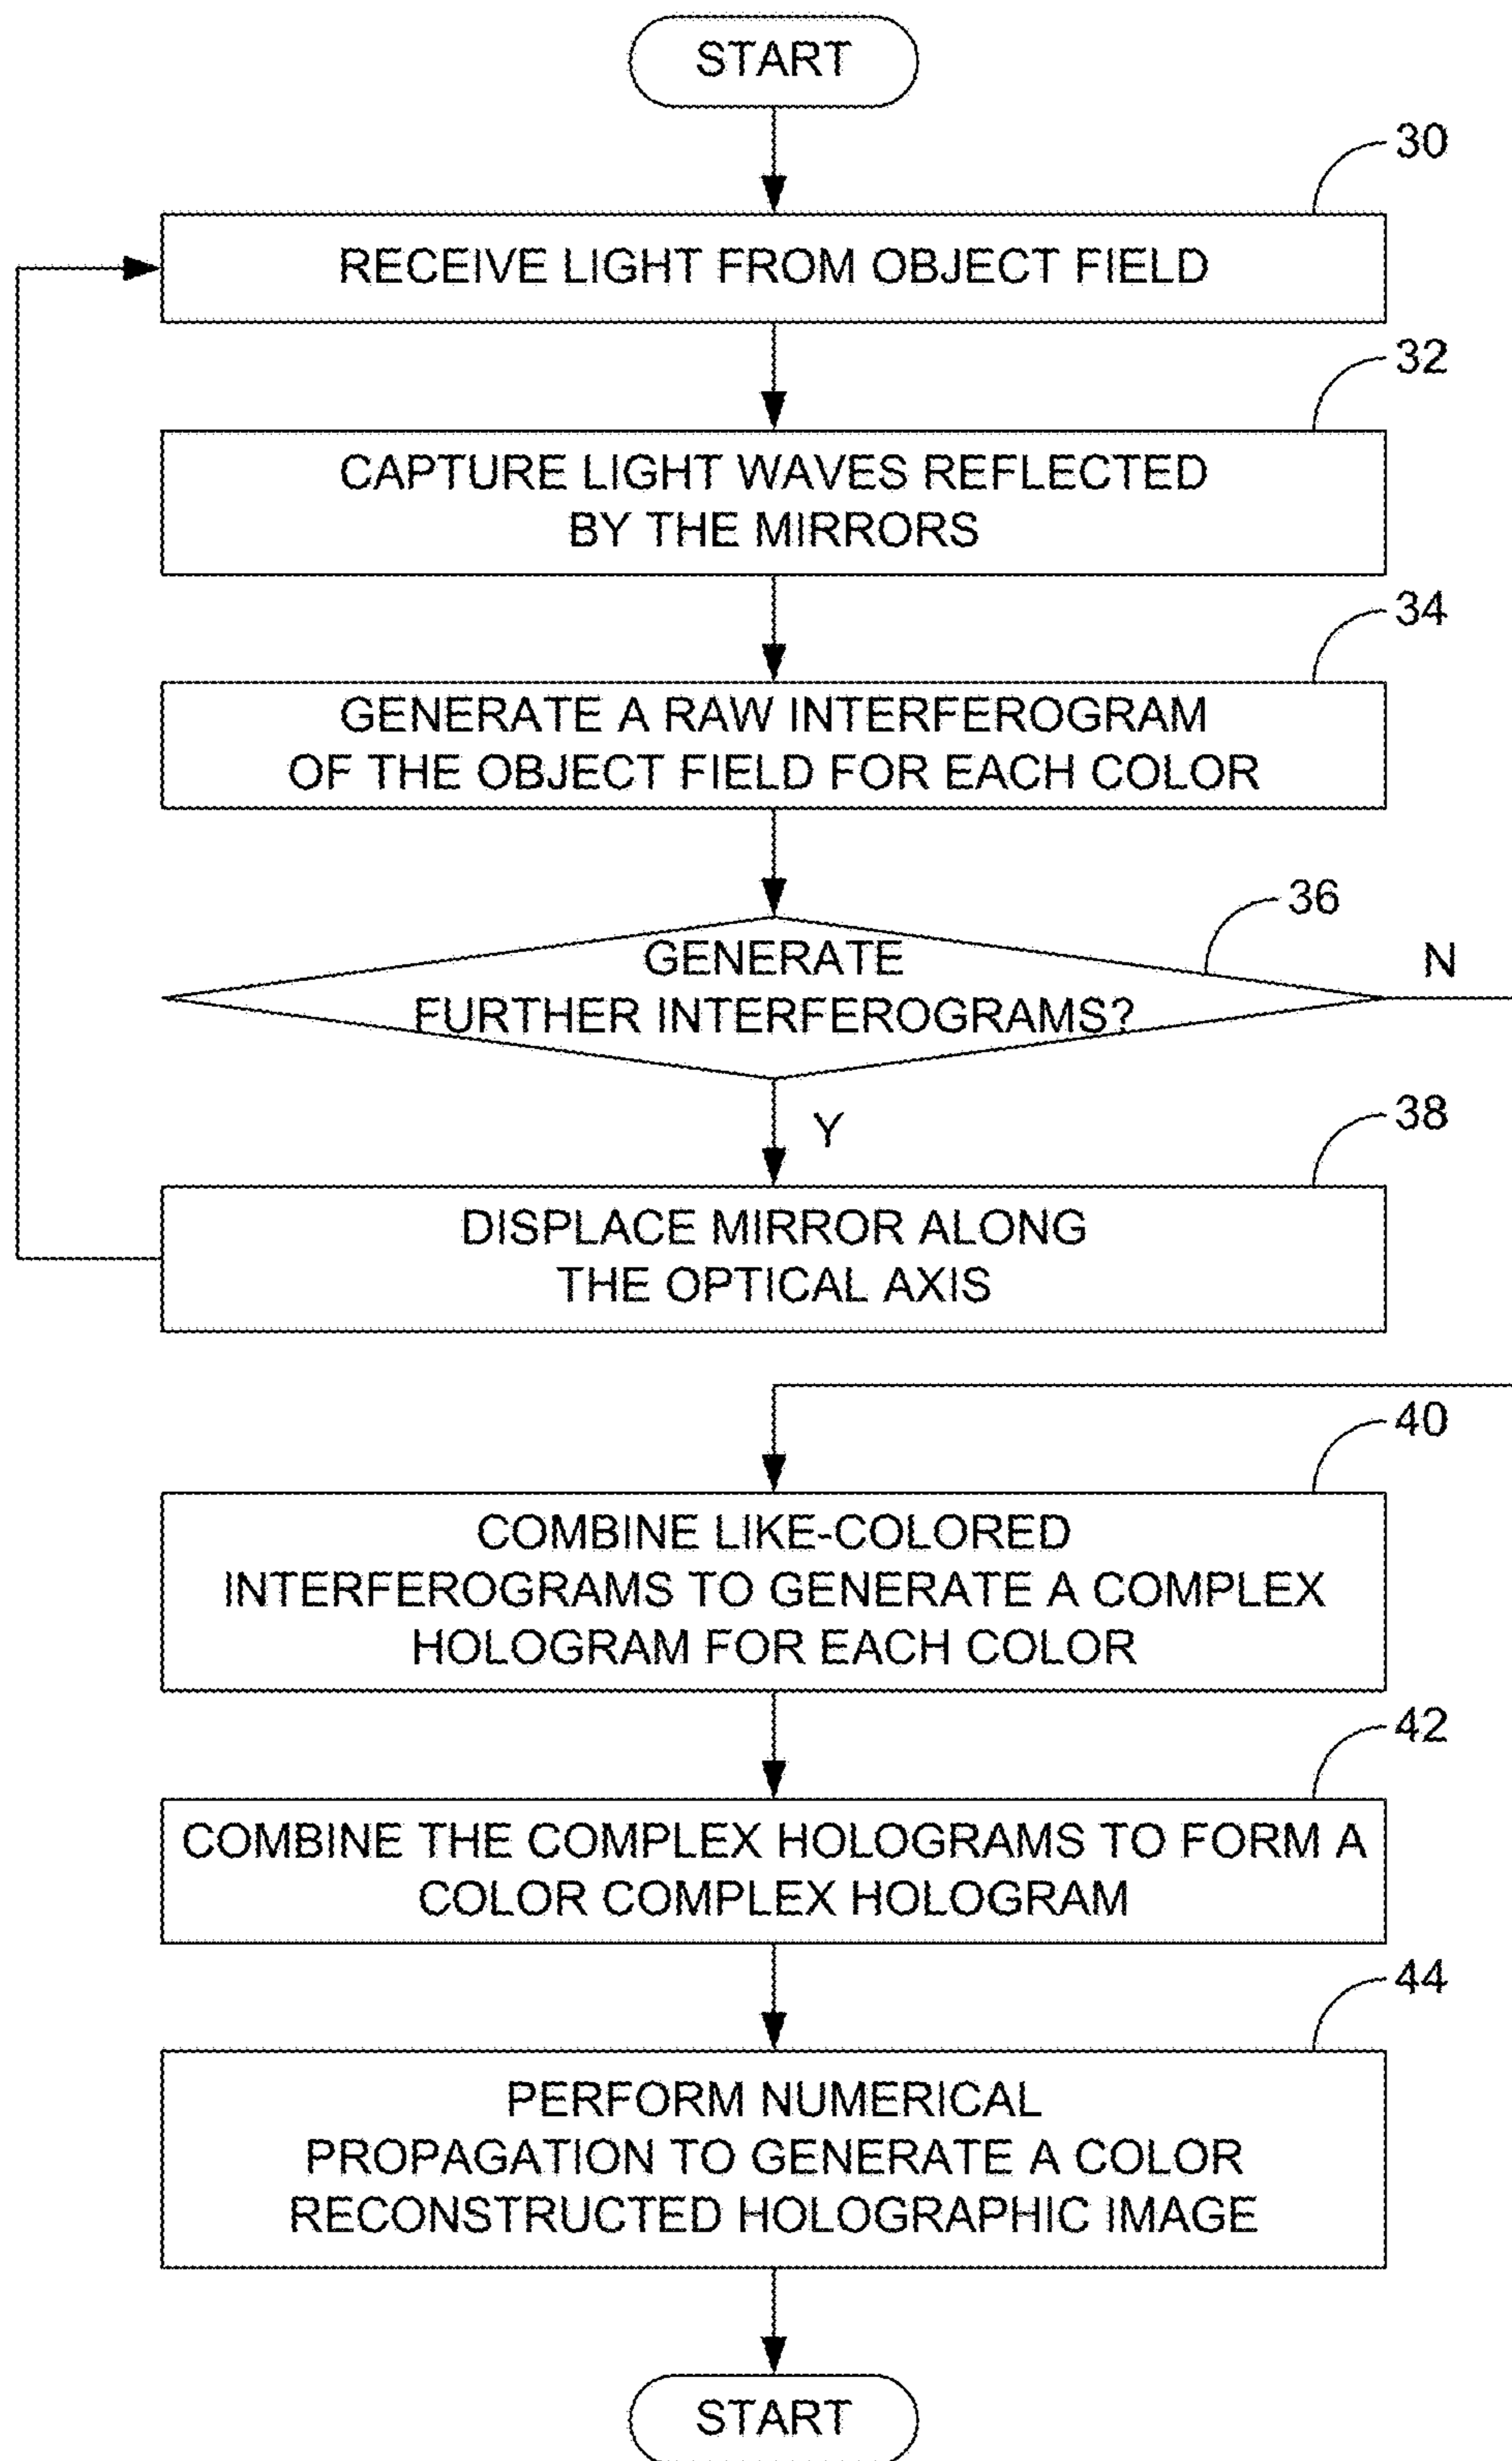 START
30
RECEIVE LIGHT FROM OBJECT FIELD
32
CAPTURE LIGHT WAVES REFLECTED
BY THE MIRRORS
34
GENERATE A RAW INTERFEROGRAM
OF THE OBJECT FIELD FOR EACH COLOR
36
GENERATE
FURTHER INTERFEROGRAMS?
N
Y
38
DISPLACE MIRROR ALONG
THE OPTICAL AXIS
40
COMBINE LIKE-COLORED
INTERFEROGRAMS TO GENERATE A COMPLEX
HOLOGRAM FOR EACH COLOR
42
COMBINE THE COMPLEX HOLOGRAMS TO FORM A
COLOR COMPLEX HOLOGRAM
44
PERFORM NUMERICAL
PROPAGATION TO GENERATE A COLOR
RECONSTRUCTED HOLOGRAPHIC IMAGE
START